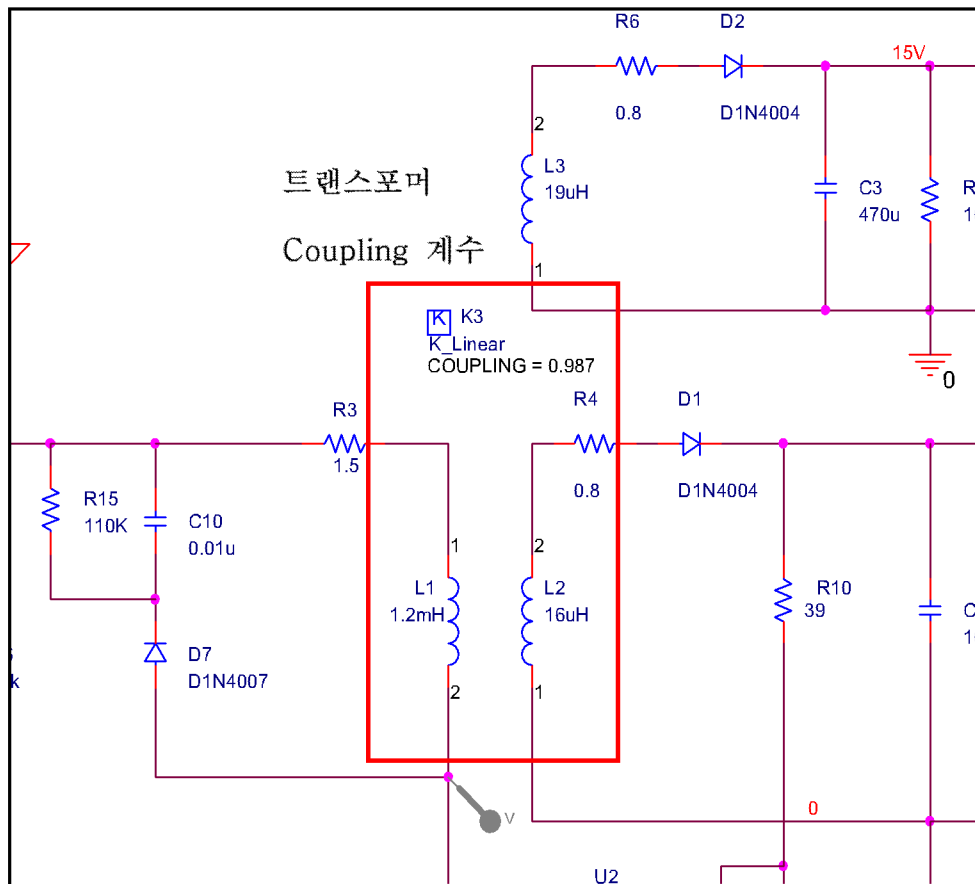 R6 D2
15V
0.8 D1N4004
2
L3
19uH
C3
470u
R
트랜스포머
Coupling 계수
1
K K3
K_Linear
COUPLING = 0.987
0
R3 R4 D1
1.5
0.8 D1N4004
R15
110K
C10
0.01u
1 2
L1 L2
1.2mH 16uH
R10
39
C
D7
D1N4007
k
2 1
V
0
U2